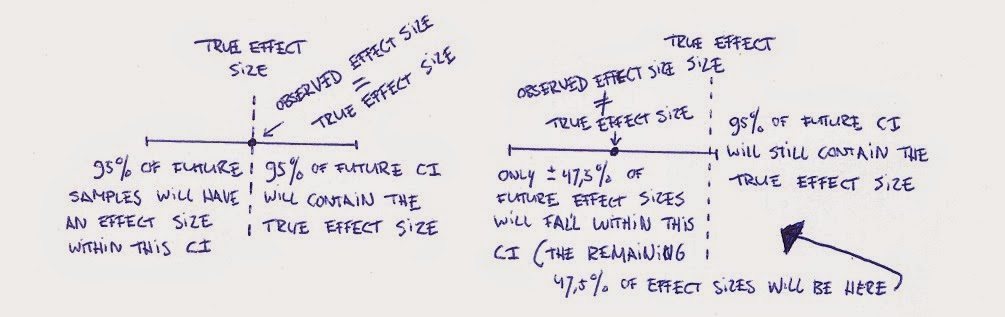 TRUE EFFECT
SIZE
OBSERVED EFFECT SIZE
=
TRUE EFFECT SIZE
95% OF FUTURE
SAMPLES WILL HAVE
AN EFFECT SIZE
WITHIN THIS CI
95% OF FUTURE CI
WILL CONTAIN THE
TRUE EFFECT SIZE
TRUE EFFECT
SIZE
OBSERVED EFFECT SIZE
≠
TRUE EFFECT SIZE
ONLY ± 47,5% OF
FUTURE EFFECT SIZES
WILL FALL WITHIN THIS
CI (THE REMAINING
47,5% OF EFFECT SIZES WILL BE HERE
95% OF FUTURE CI
WILL STILL CONTAIN THE
TRUE EFFECT SIZE